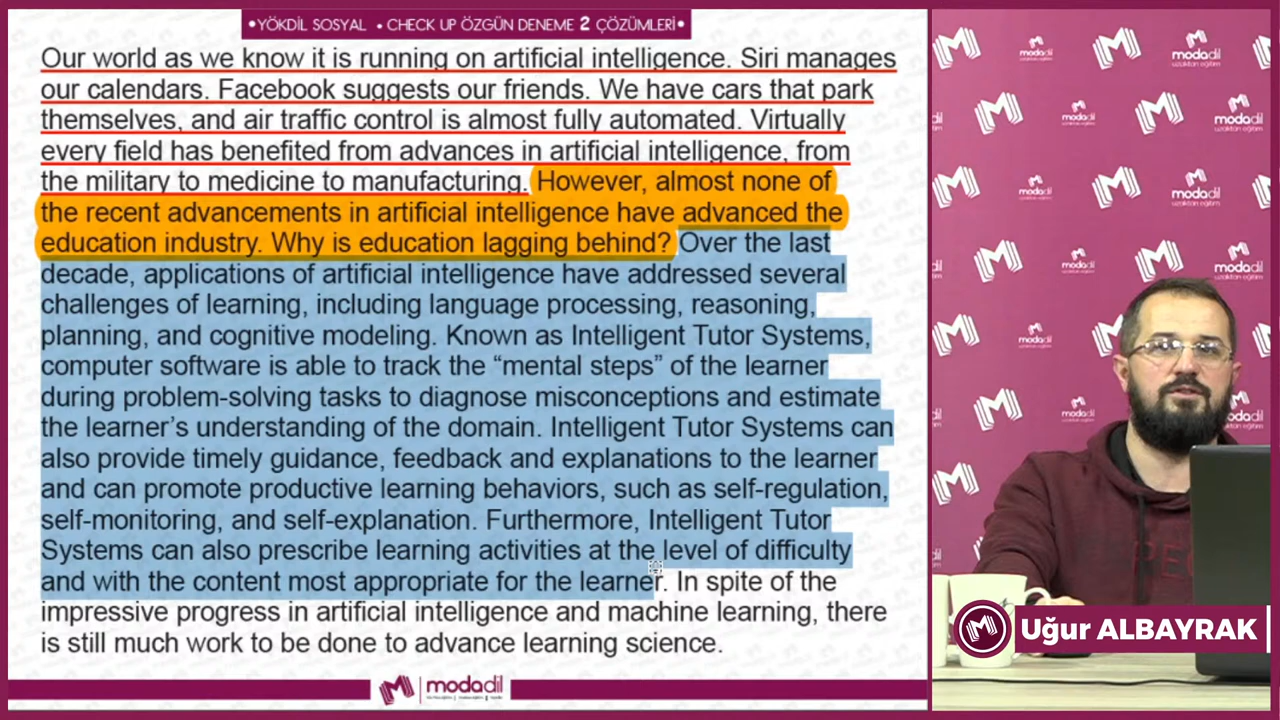 •YÖKDİL SOSYAL • CHECK UP ÖZGÜN DENEME 2 ÇÖZÜMLERİ•
Our world as we know it is running on artificial intelligence. Siri manages
our calendars. Facebook suggests our friends. We have cars that park
themselves, and air traffic control is almost fully automated. Virtually
every field has benefited from advances in artificial intelligence, from
the military to medicine to manufacturing. However, almost none of
the recent advancements in artificial intelligence have advanced the
education industry. Why is education lagging behind? Over the last
decade, applications of artificial intelligence have addressed several
challenges of learning, including language processing, reasoning,
planning, and cognitive modeling. Known as Intelligent Tutor Systems,
computer software is able to track the “mental steps” of the learner
during problem-solving tasks to diagnose misconceptions and estimate
the learner’s understanding of the domain. Intelligent Tutor Systems can
also provide timely guidance, feedback and explanations to the learner
and can promote productive learning behaviors, such as self-regulation,
self-monitoring, and self-explanation. Furthermore, Intelligent Tutor
Systems can also prescribe learning activities at the level of difficulty
and with the content most appropriate for the learner. In spite of the
impressive progress in artificial intelligence and machine learning, there
is still much work to be done to advance learning science.
modadil
modadil
uzaktan eğitim
Uğur ALBAYRAK